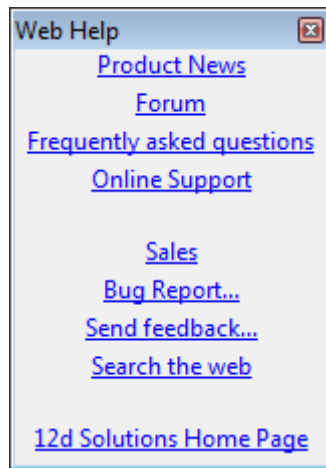 Web Help
Product News
Forum
Frequently asked questions
Online Support
Sales
Bug Report...
Send feedback...
Search the web
12d Solutions Home Page